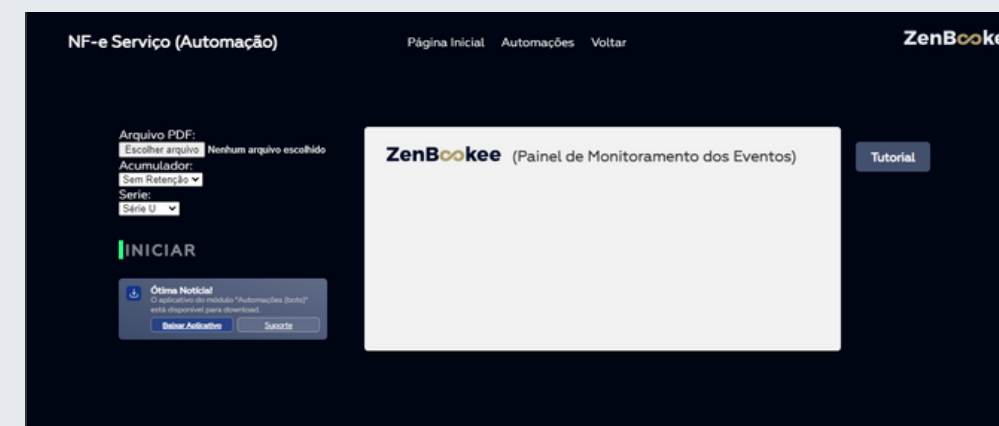 NF-e Serviço (Automação)
Página Inicial Automações Voltar
ZenBooke
Arquivo PDF:
Escolher arquivo Nenhum arquivo escolhido
Acumulador:
Sem Retenção
Serie:
Série U
INICIAR
Ótima Notícia!
O aplicativo do módulo "Automações (bots)"
está disponível para download.
Baixar Aplicativo Suporte
ZenBookee (Painel de Monitoramento dos Eventos)
Tutorial